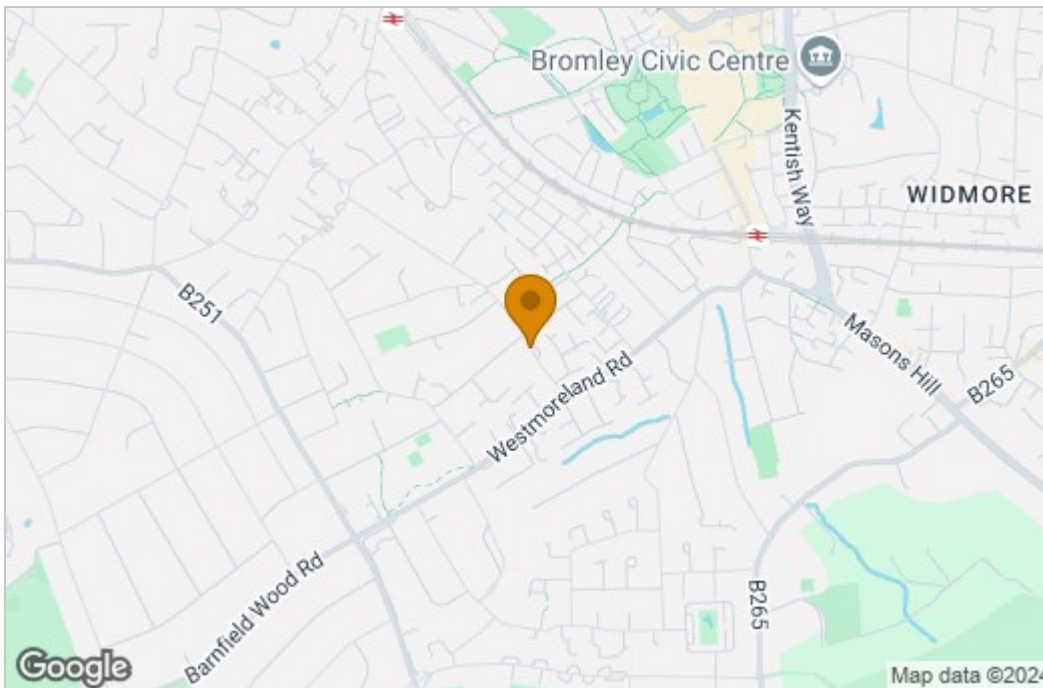 Bromley Civic Centre
Kentish Way
WIDMORE
B251
Masons Hill
B265
Westmoreland Rd
Barnfield Wood Rd
B265
Google
Map data ©2024